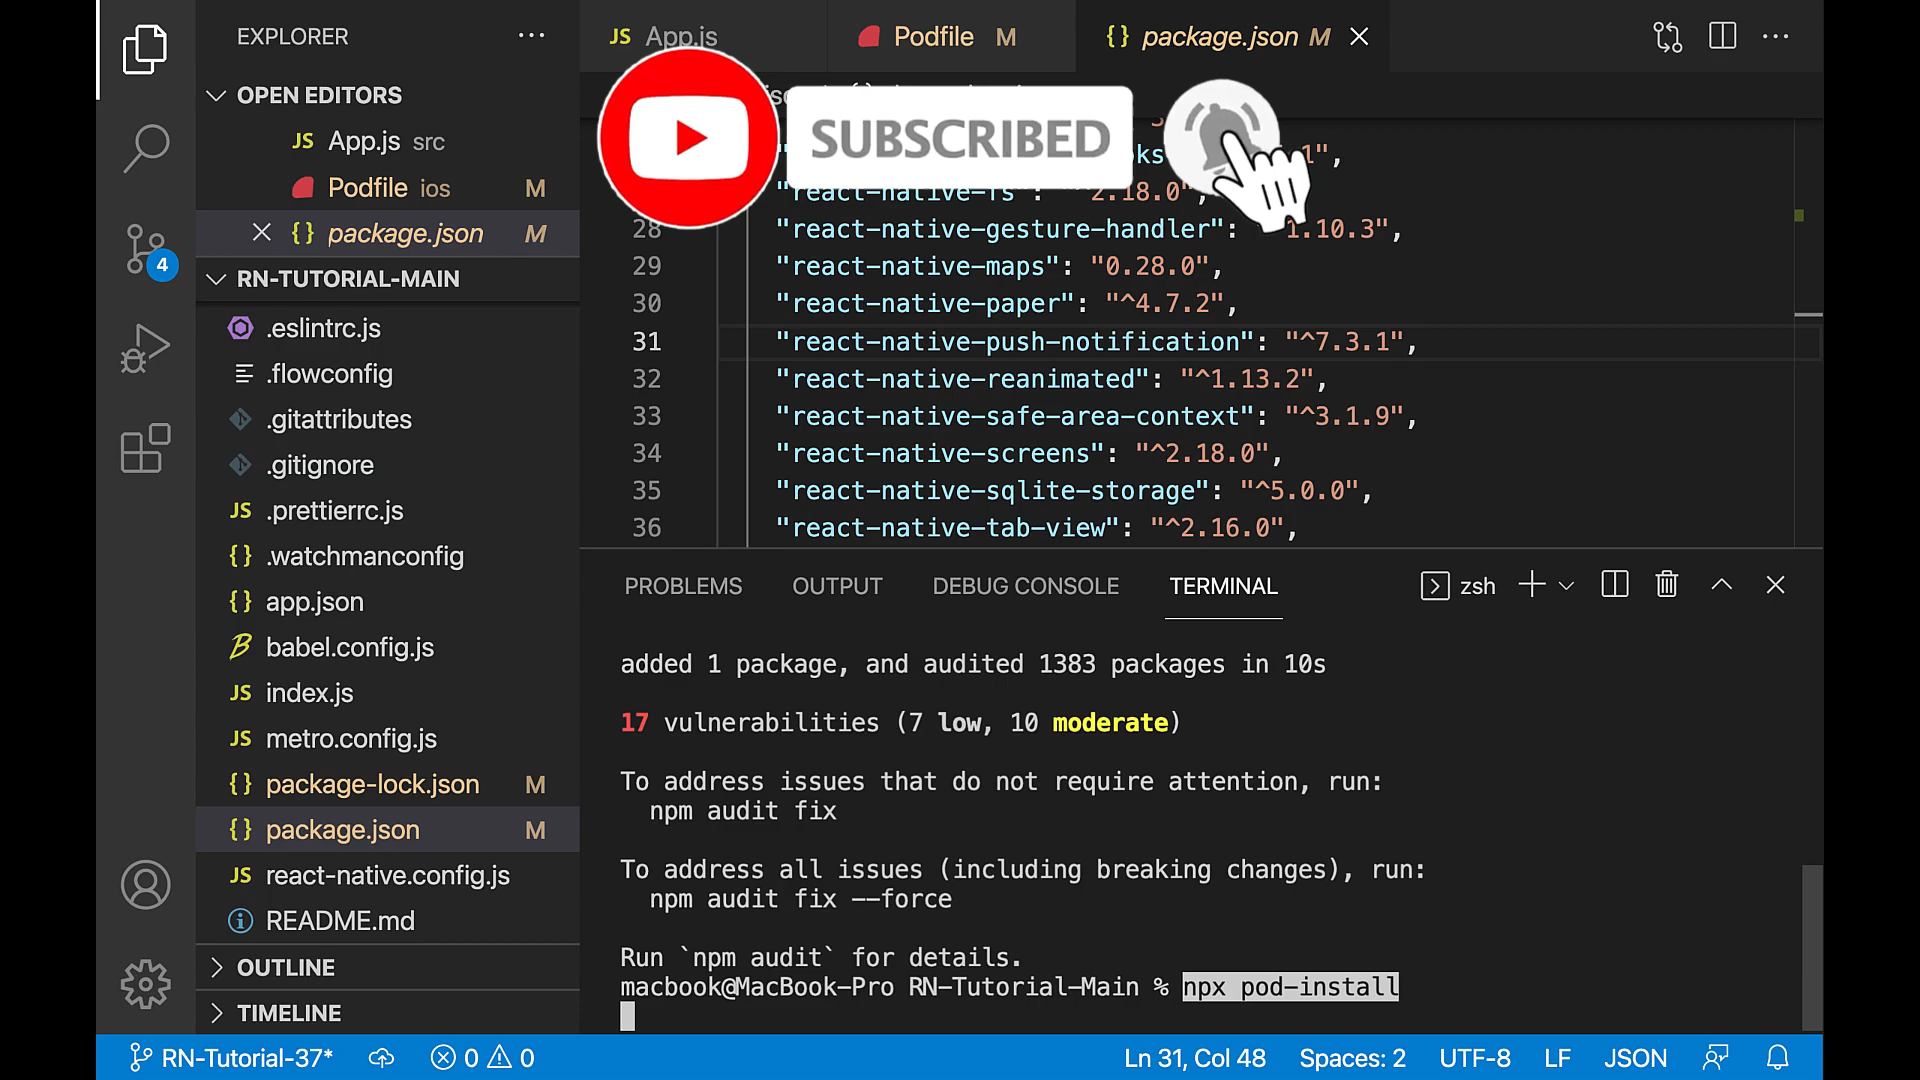 EXPLORER
OPEN EDITORS
JS App.js src
Podfile ios M
{} package.json M
4
RN-TUTORIAL-MAIN
.eslintrc.js
.flowconfig
.gitattributes
.gitignore
JS .prettierrc.js
{} .watchmanconfig
{} app.json
babel.config.js
JS index.js
JS metro.config.js
{} package-lock.json M
{} package.json M
JS react-native.config.js
README.md
OUTLINE
TIMELINE
JS App.js
Podfile M
{} package.json M
SUBSCRIBED
1",
"react-native-fs": "^2.18.0",
28 "react-native-gesture-handler": 1.10.3",
29 "react-native-maps": "0.28.0",
30 "react-native-paper": "^4.7.2",
31 "react-native-push-notification": "^7.3.1",
32 "react-native-reanimated": "^1.13.2",
33 "react-native-safe-area-context": "^3.1.9",
34 "react-native-screens": "^2.18.0",
35 "react-native-sqlite-storage": "^5.0.0",
36 "react-native-tab-view": "^2.16.0",
PROBLEMS OUTPUT DEBUG CONSOLE TERMINAL zsh
added 1 package, and audited 1383 packages in 10s
17 vulnerabilities (7 low, 10 moderate)
To address issues that do not require attention, run:
npm audit fix
To address all issues (including breaking changes), run:
npm audit fix --force
Run `npm audit` for details.
macbook@MacBook-Pro RN-Tutorial-Main % npx pod-install
RN-Tutorial-37* 0 0 Ln 31, Col 48 Spaces: 2 UTF-8 LF JSON